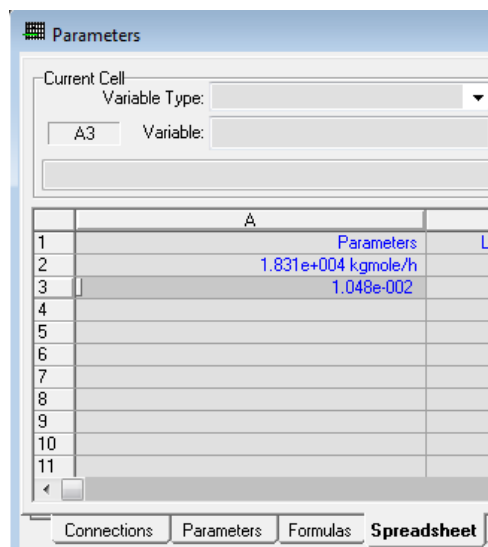 Parameters
Current Cell
Variable Type:
A3 Variable:
A
1 Parameters L
2 1.831e+004 kgmole/h
3 1.048e-002
4
5
6
7
8
9
10
11
Connections Parameters Formulas Spreadsheet